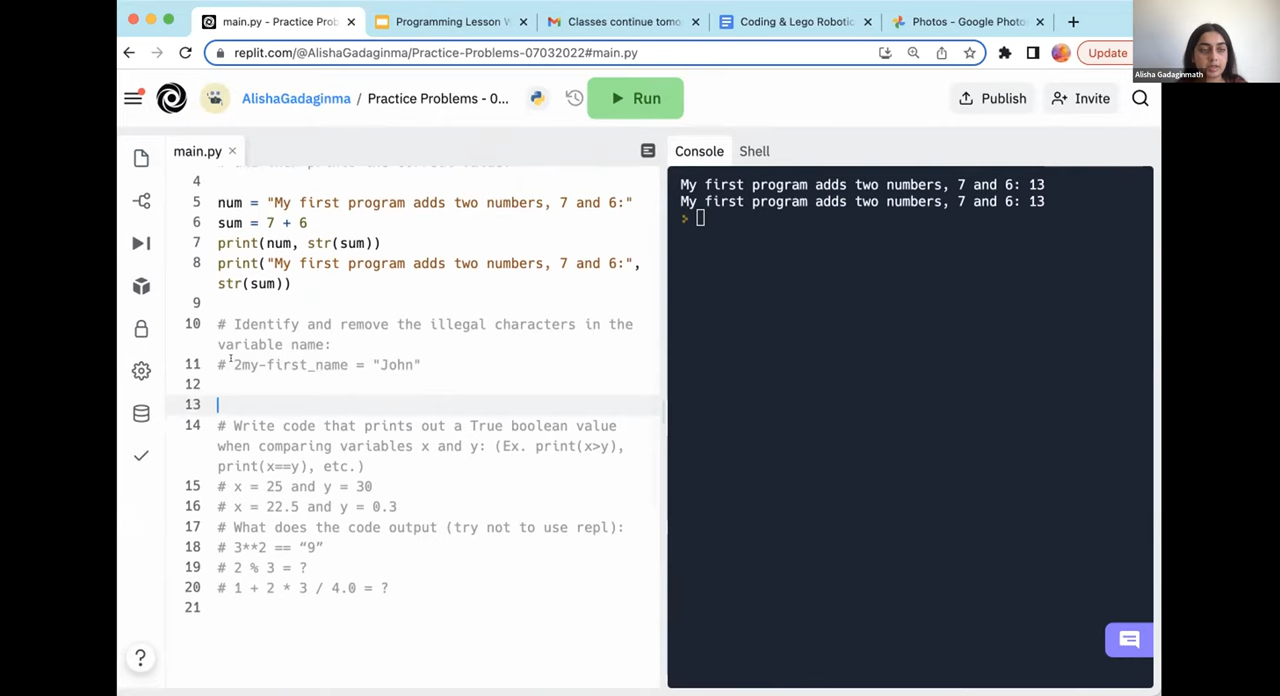 main.py - Practice Prob
Programming Lesson W
Classes continue tomo
Coding & Lego Robotic
Photos - Google Photo
replit.com/@AlishaGadaginma/Practice-Problems-07032022#main.py
Update
Alisha Gadaginmath
AlishaGadaginma / Practice Problems - 0...
Run
Publish
Invite
main.py
Console
Shell
4
5 num = "My first program adds two numbers, 7 and 6:"
6 sum = 7 + 6
7 print(num, str(sum))
8 print("My first program adds two numbers, 7 and 6:",
str(sum))
9
10 # Identify and remove the illegal characters in the
variable name:
11 # 2my-first_name = "John"
12
13
14 # Write code that prints out a True boolean value
when comparing variables x and y: (Ex. print(x>y),
print(x==y), etc.)
15 # x = 25 and y = 30
16 # x = 22.5 and y = 0.3
17 # What does the code output (try not to use repl):
18 # 3**2 == “9”
19 # 2 % 3 = ?
20 # 1 + 2 * 3 / 4.0 = ?
21
My first program adds two numbers, 7 and 6: 13
My first program adds two numbers, 7 and 6: 13
>
?